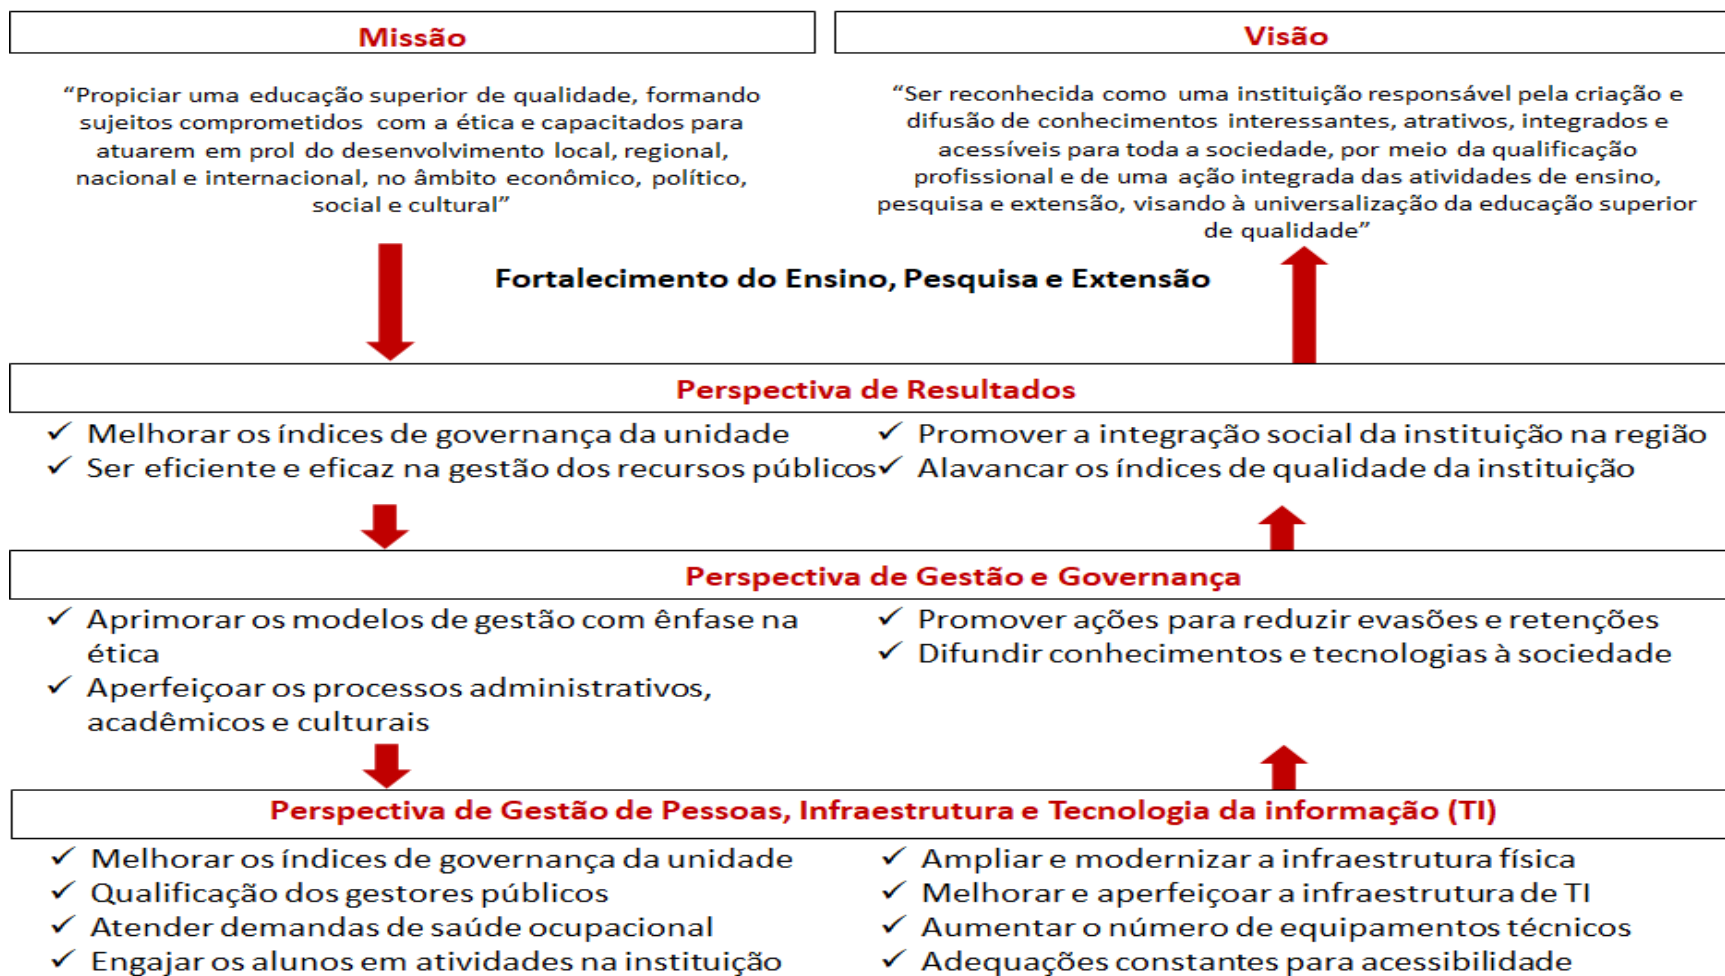 Missão
“Propiciar uma educação superior de qualidade, formando
sujeitos comprometidos com a ética e capacitados para
atuarem em prol do desenvolvimento local, regional,
nacional e internacional, no âmbito econômico, político,
social e cultural”
Visão
“Ser reconhecida como uma instituição responsável pela criação e
difusão de conhecimentos interessantes, atrativos, integrados e
acessíveis para toda a sociedade, por meio da qualificação
profissional e de uma ação integrada das atividades de ensino,
pesquisa e extensão, visando à universalização da educação superior
de qualidade”
Fortalecimento do Ensino, Pesquisa e Extensão
Perspectiva de Resultados
✓ Melhorar os índices de governança da unidade
✓ Ser eficiente e eficaz na gestão dos recursos públicos
✓ Promover a integração social da instituição na região
✓ Alavancar os índices de qualidade da instituição
Perspectiva de Gestão e Governança
✓ Aprimorar os modelos de gestão com ênfase na
ética
✓ Aperfeiçoar os processos administrativos,
acadêmicos e culturais
✓ Promover ações para reduzir evasões e retenções
✓ Difundir conhecimentos e tecnologias à sociedade
Perspectiva de Gestão de Pessoas, Infraestrutura e Tecnologia da informação (TI)
✓ Melhorar os índices de governança da unidade
✓ Qualificação dos gestores públicos
✓ Atender demandas de saúde ocupacional
✓ Engajar os alunos em atividades na instituição
✓ Ampliar e modernizar a infraestrutura física
✓ Melhorar e aperfeiçoar a infraestrutura de TI
✓ Aumentar o número de equipamentos técnicos
✓ Adequações constantes para acessibilidade